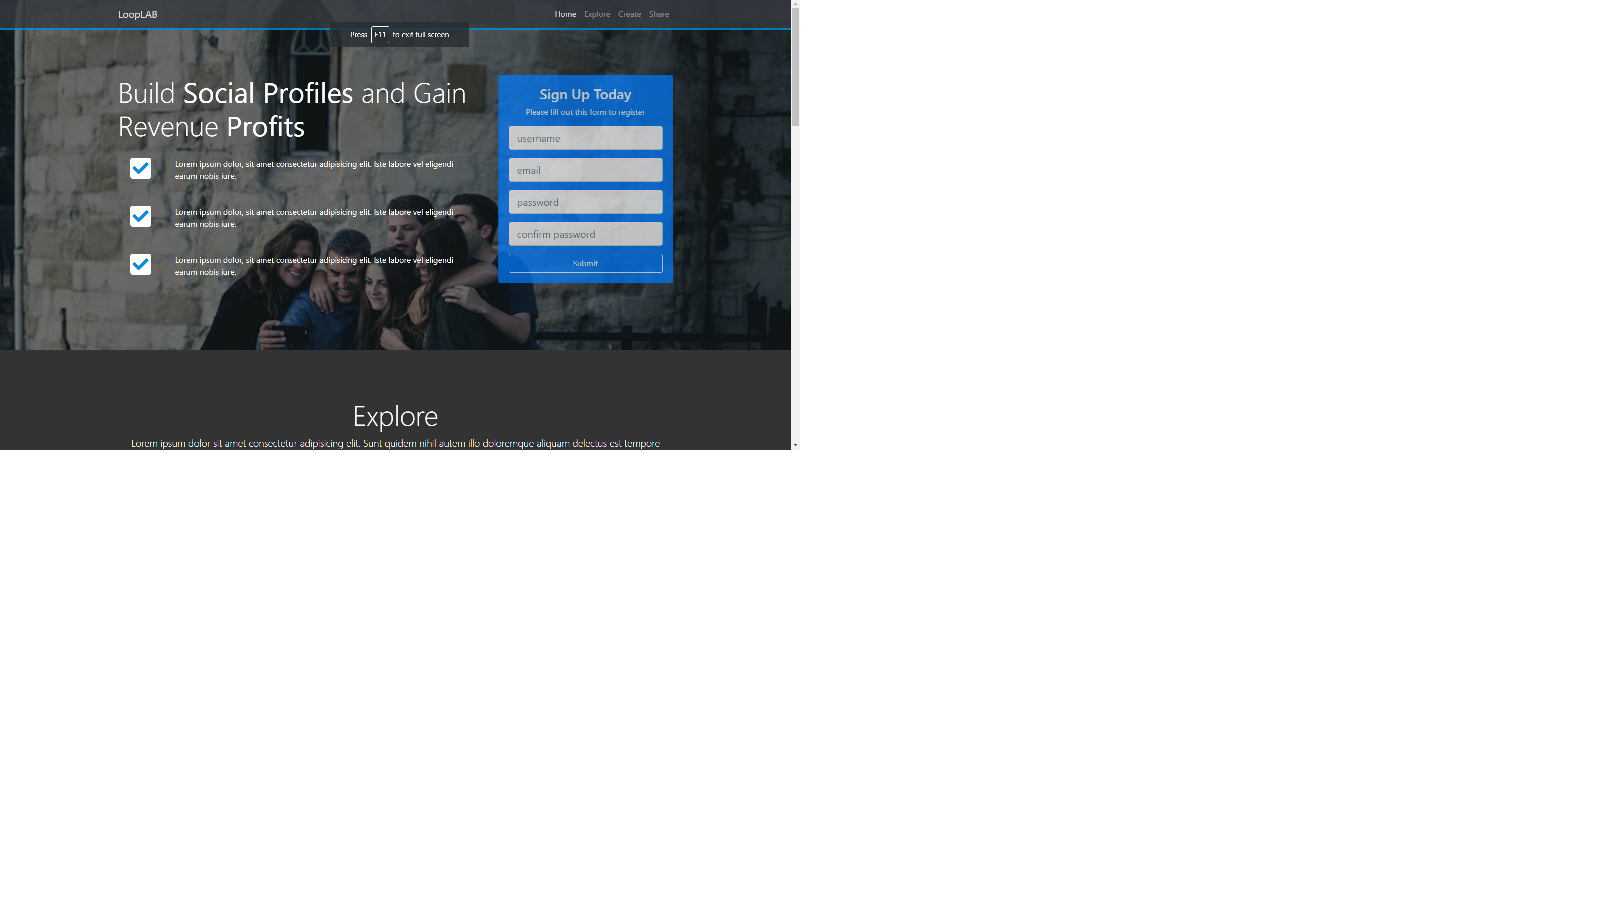 LoopLAB
Home Explore Create Share
Press F11 to exit full screen
Build Social Profiles and Gain
Revenue Profits
Lorem ipsum dolor, sit amet consectetur adipisicing elit. Iste labore vel eligendi
earum nobis iure.
Lorem ipsum dolor, sit amet consectetur adipisicing elit. Iste labore vel eligendi
earum nobis iure.
Lorem ipsum dolor, sit amet consectetur adipisicing elit. Iste labore vel eligendi
earum nobis iure.
Sign Up Today
Please fill out this form to register
username
email
password
confirm password
Submit
Explore
Lorem ipsum dolor sit amet consectetur adipisicing elit. Sunt quidem nihil autem illo doloremque aliquam delectus est tempore